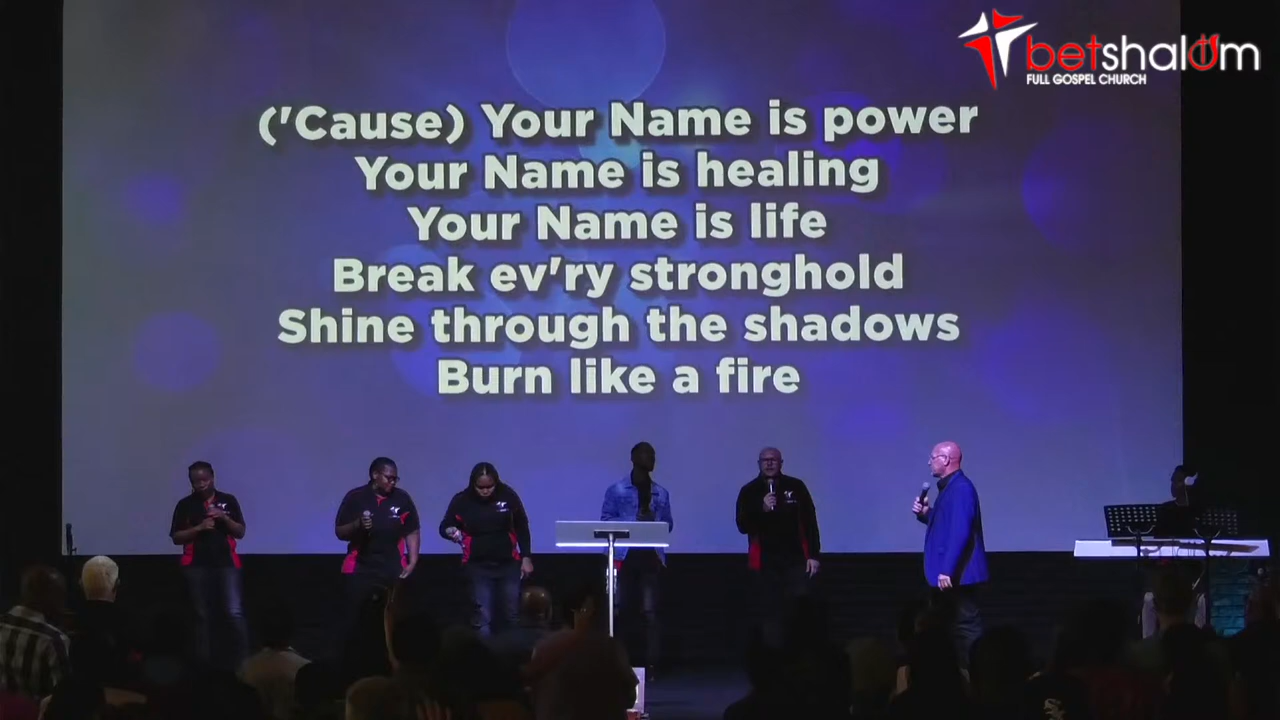 betshalom
FULL GOSPEL CHURCH
('Cause) Your Name is power
Your Name is healing
Your Name is life
Break ev'ry stronghold
Shine through the shadows
Burn like a fire